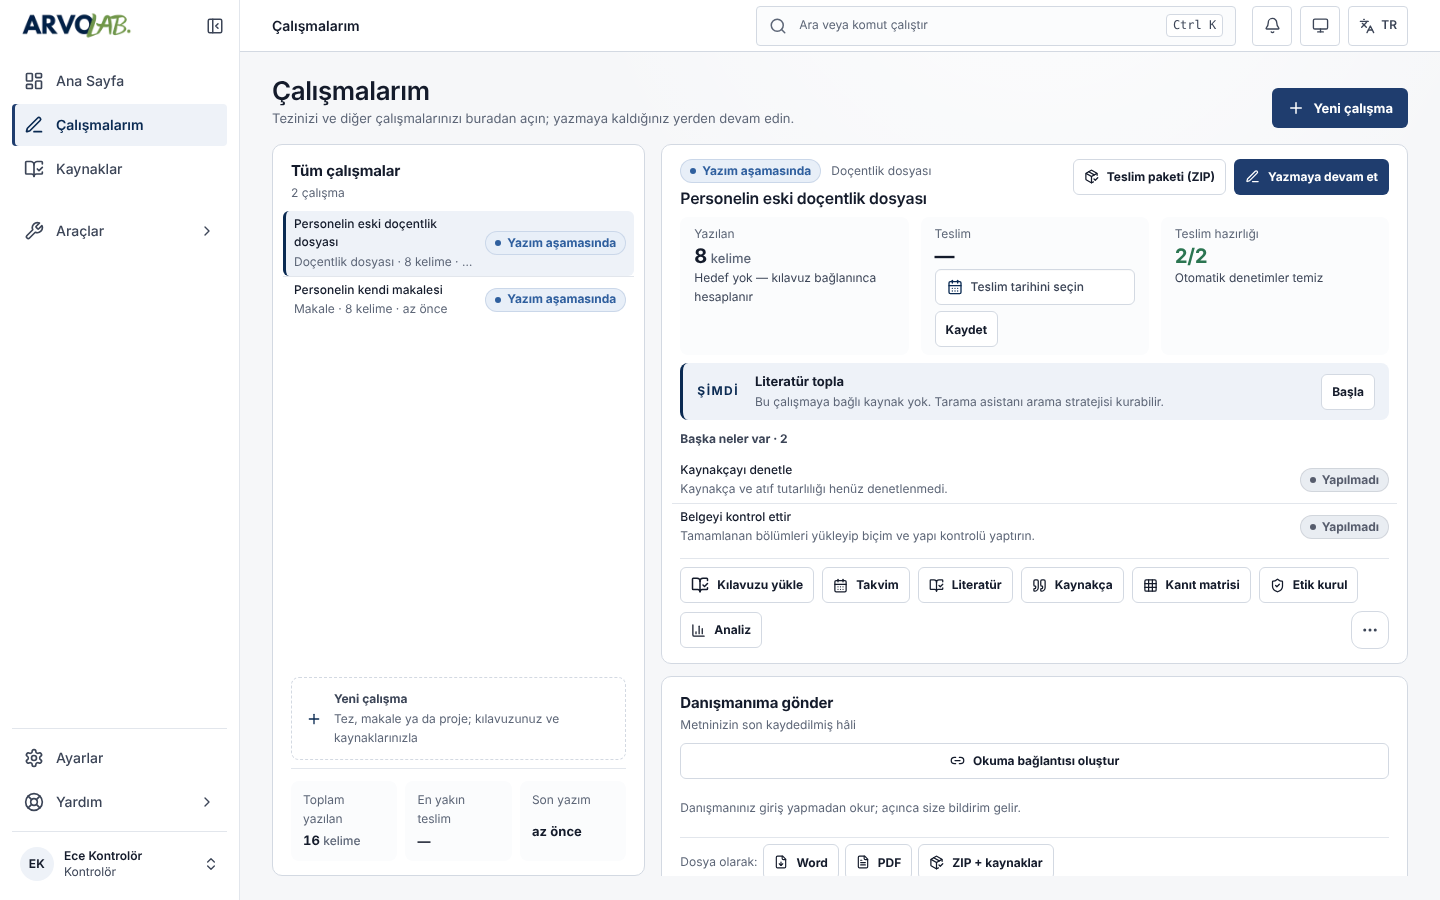 ARVOLAB.
Ana Sayfa
Çalışmalarım
Kaynaklar
Araçlar
Ayarlar
Yardım
EK
Ece Kontrolör
Kontrolör
Çalışmalarım
Ara veya komut çalıştır
Ctrl K
TR
Çalışmalarım
Tezinizi ve diğer çalışmalarınızı buradan açın; yazmaya kaldığınız yerden devam edin.
Yeni çalışma
Tüm çalışmalar
2 çalışma
Personelin eski doçentlik
dosyası
Doçentlik dosyası · 8 kelime · ...
Yazım aşamasında
Personelin kendi makalesi
Makale · 8 kelime · az önce
Yazım aşamasında
Yeni çalışma
Tez, makale ya da proje; kılavuzunuz ve
kaynaklarınızla
Toplam
yazılan
16 kelime
En yakın
teslim
—
Son yazım
az önce
Yazım aşamasında
Doçentlik dosyası
Personelin eski doçentlik dosyası
Teslim paketi (ZIP)
Yazmaya devam et
Yazılan
8 kelime
Hedef yok — kılavuz bağlanınca
hesaplanır
Teslim
—
Teslim tarihini seçin
Kaydet
Teslim hazırlığı
2/2
Otomatik denetimler temiz
ŞİMDİ
Literatür topla
Bu çalışmaya bağlı kaynak yok. Tarama asistanı arama stratejisi kurabilir.
Başla
Başka neler var · 2
Kaynakçayı denetle
Kaynakça ve atıf tutarlılığı henüz denetlenmedi.
Yapılmadı
Belgeyi kontrol ettir
Tamamlanan bölümleri yükleyip biçim ve yapı kontrolü yaptırın.
Yapılmadı
Kılavuzu yükle
Takvim
Literatür
Kaynakça
Kanıt matrisi
Etik kurul
Analiz
Danışmanıma gönder
Metninizin son kaydedilmiş hâli
Okuma bağlantısı oluştur
Danışmanınız giriş yapmadan okur; açınca size bildirim gelir.
Dosya olarak:
Word
PDF
ZIP + kaynaklar